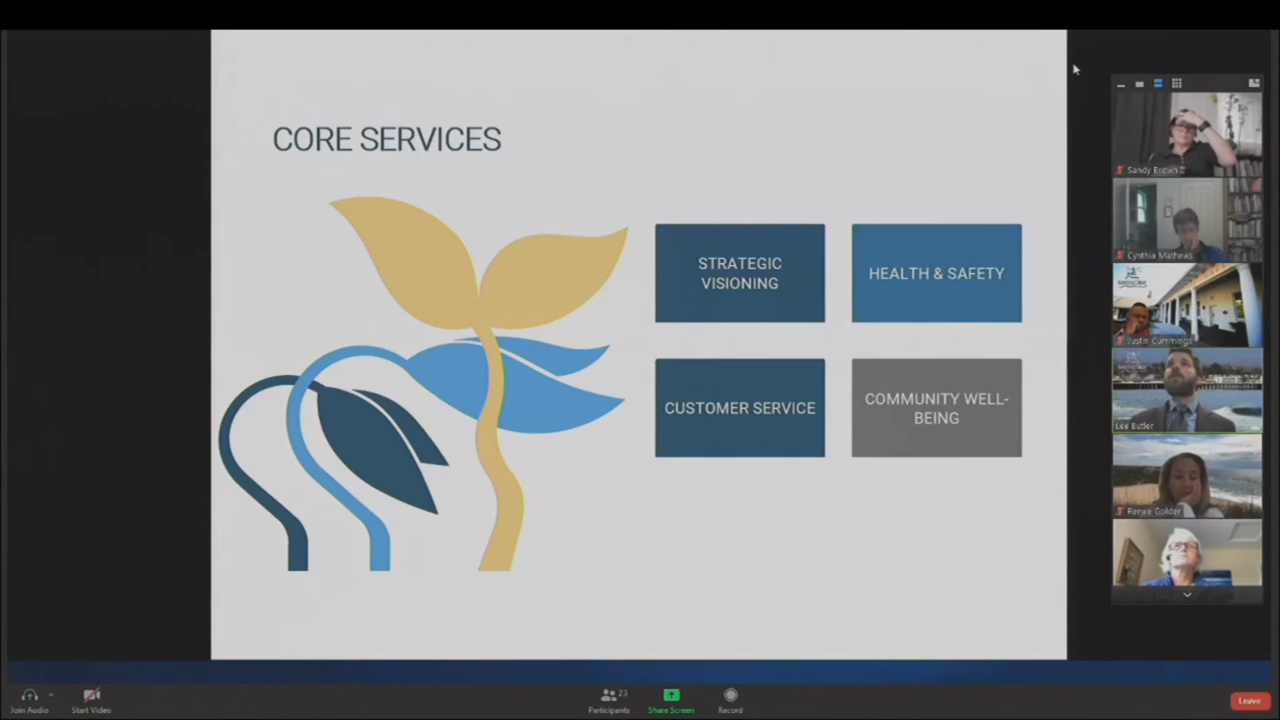 CORE SERVICES
STRATEGIC
VISIONING
HEALTH & SAFETY
CUSTOMER SERVICE
COMMUNITY WELL-
BEING
Sandy Brown
Cynthia Mathews
Justin Cummings
Lee Butler
Renee Golder
Join Audio
Start Video
23
Participants
Share Screen
Record
Leave